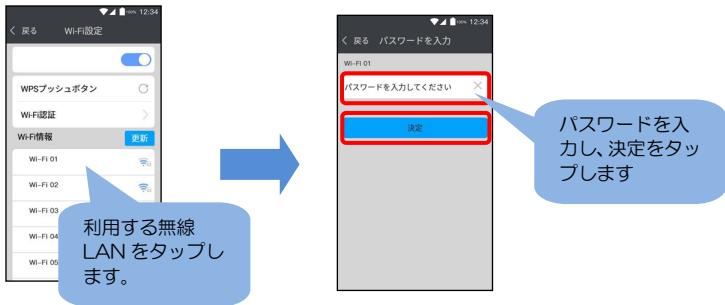 100% 12:34
戻る Wi-Fi設定
WPSプッシュボタン
Wi-Fi認証
Wi-Fi情報 更新
Wi-Fi 01
Wi-Fi 02
Wi-Fi 03
Wi-Fi 04
Wi-Fi 05
利用する無線
LANをタップし
ます。
100% 12:34
戻る パスワードを入力
Wi-Fi 01
パスワードを入力してください
決定
パスワードを入
力し、決定をタッ
プします